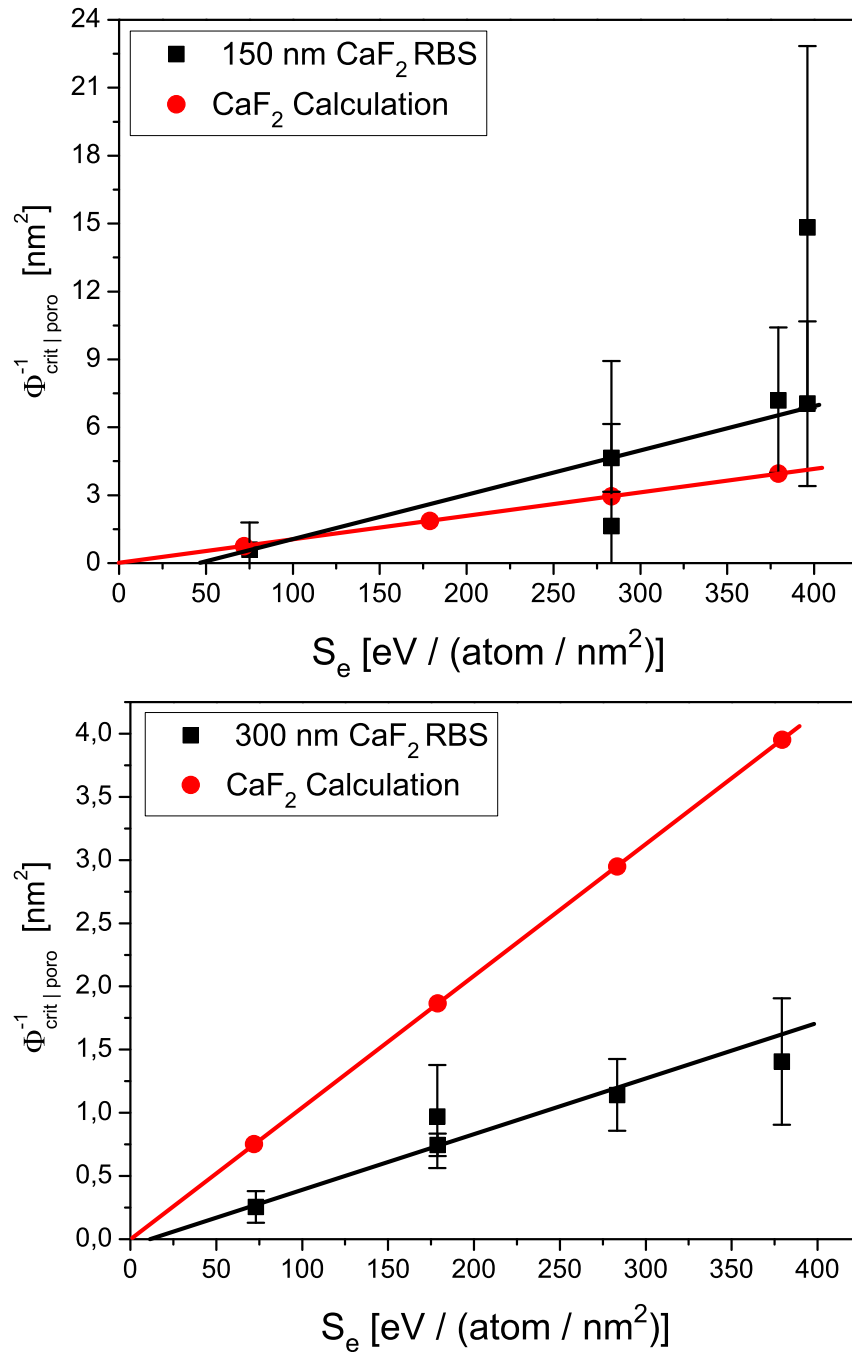 24
21
18
15
12
9
6
3
0
150 nm CaF₂ RBS
CaF₂ Calculation
Φ⁻¹crit | poro [nm²]
0 50 100 150 200 250 300 350 400
Sₑ [eV / (atom / nm²)]
4,0
3,5
3,0
2,5
2,0
1,5
1,0
0,5
0,0
300 nm CaF₂ RBS
CaF₂ Calculation
Φ⁻¹crit | poro [nm²]
0 50 100 150 200 250 300 350 400
Sₑ [eV / (atom / nm²)]